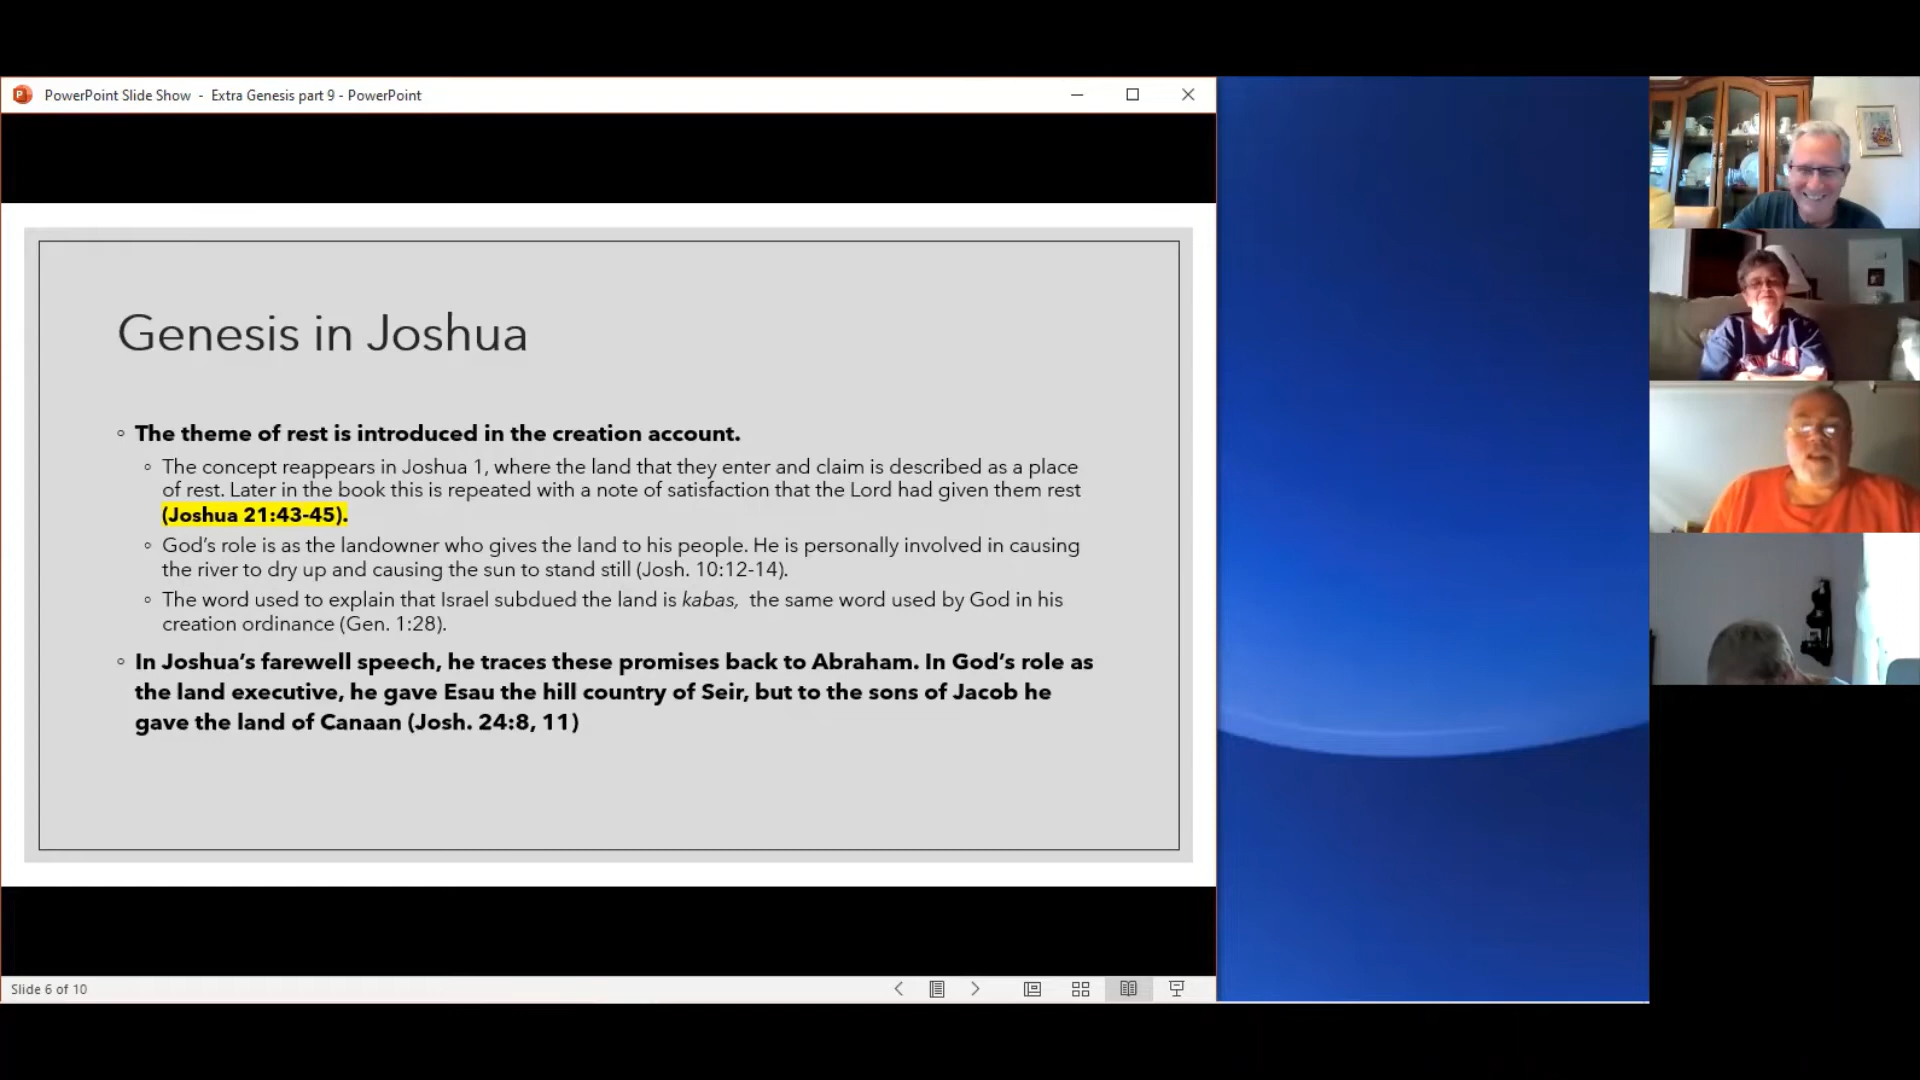 PowerPoint Slide Show - Extra Genesis part 9 - PowerPoint
Genesis in Joshua
The theme of rest is introduced in the creation account.
The concept reappears in Joshua 1, where the land that they enter and claim is described as a place
of rest. Later in the book this is repeated with a note of satisfaction that the Lord had given them rest
(Joshua 21:43-45).
God’s role is as the landowner who gives the land to his people. He is personally involved in causing
the river to dry up and causing the sun to stand still (Josh. 10:12-14).
The word used to explain that Israel subdued the land is kabas, the same word used by God in his
creation ordinance (Gen. 1:28).
In Joshua’s farewell speech, he traces these promises back to Abraham. In God’s role as
the land executive, he gave Esau the hill country of Seir, but to the sons of Jacob he
gave the land of Canaan (Josh. 24:8, 11)
Slide 6 of 10